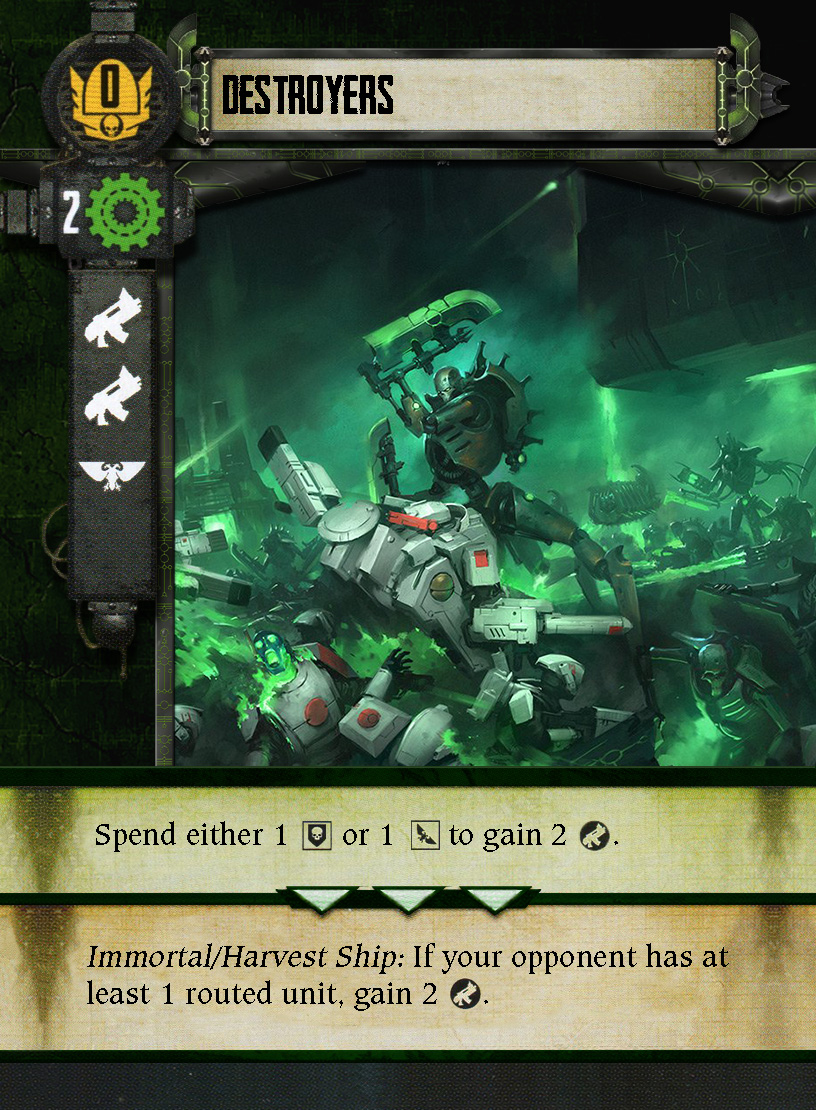 0
DESTROYERS
2
Spend either 1 or 1 to gain 2 .
Immortal/Harvest Ship: If your opponent has at
least 1 routed unit, gain 2 .